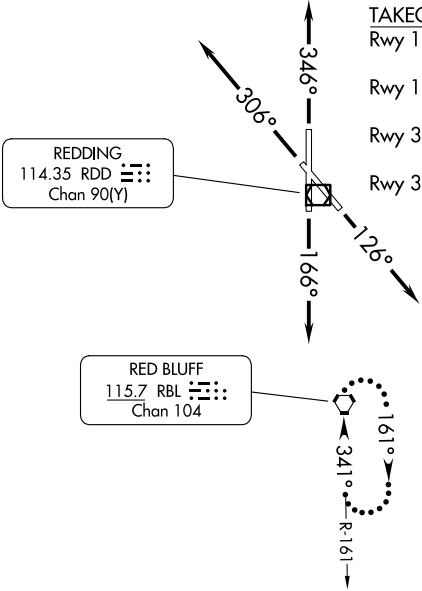 TAKEO
Rwy 1
Rwy 1
Rwy 3
Rwy 3
346°
306°
REDDING
114.35 RDD
Chan 90(Y)
126°
166°
RED BLUFF
115.7 RBL
Chan 104
161°
341°
R-161